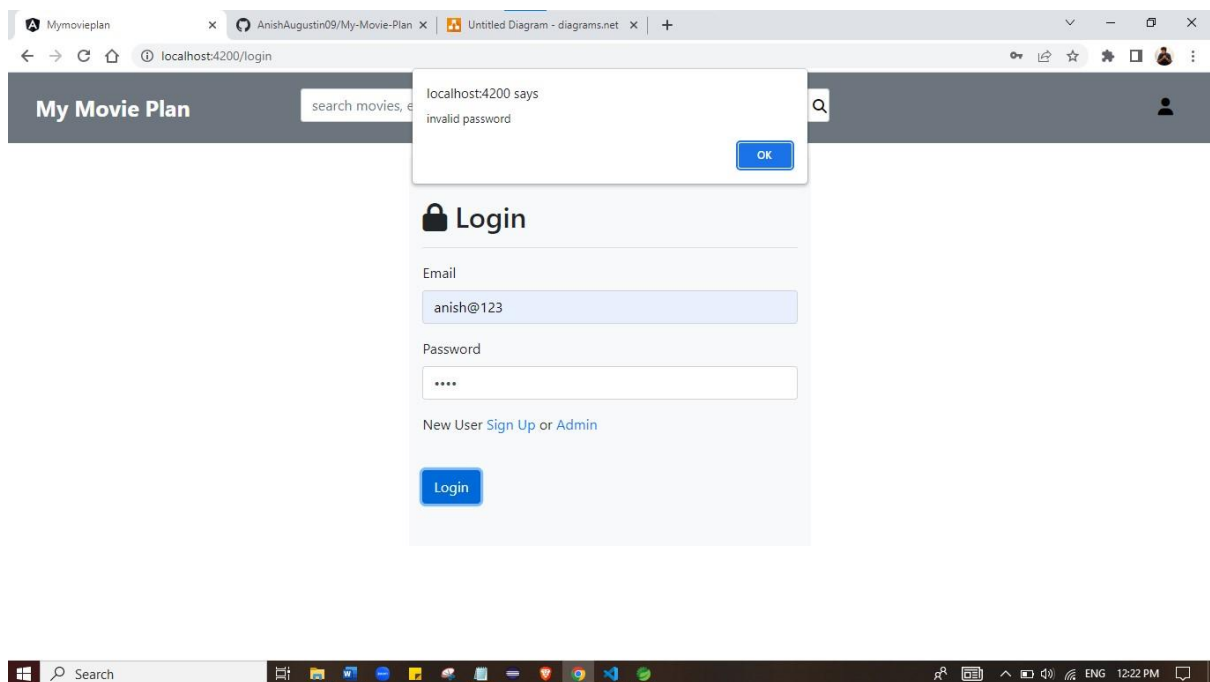 Mymovieplan
AnishAugustin09/My-Movie-Plan
Untitled Diagram - diagrams.net
localhost:4200/login
My Movie Plan
search movies, e
localhost:4200 says
invalid password
OK
Login
Email
anish@123
Password
••••
New User Sign Up or Admin
Login
Search
ENG
12:22 PM